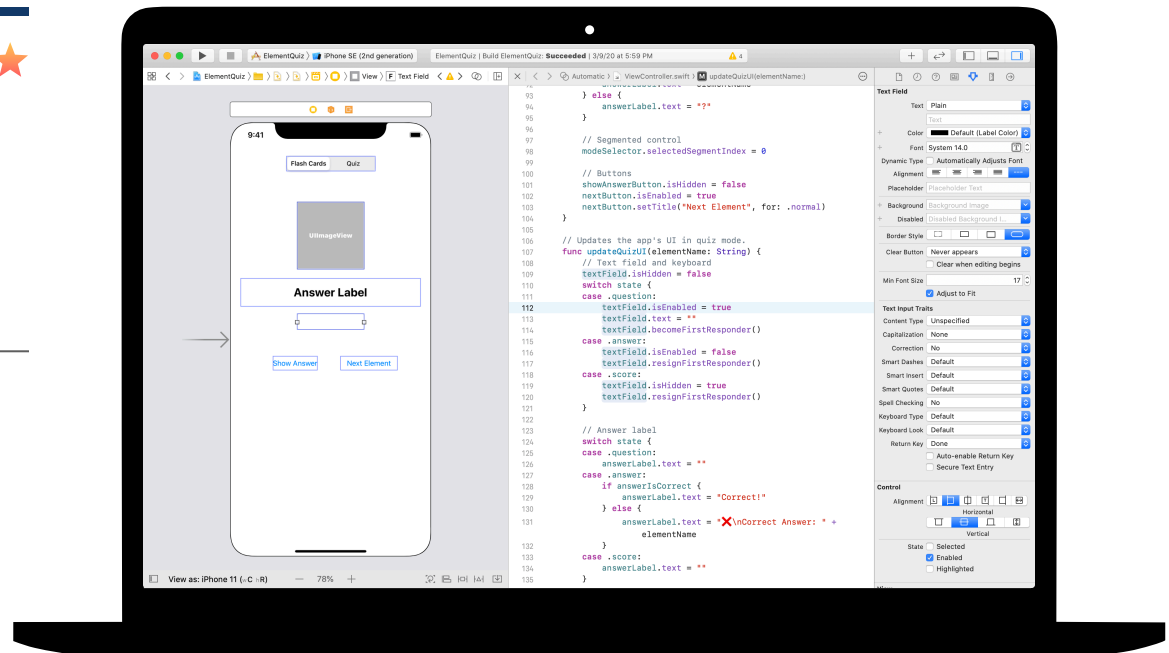 ElementQuiz 〉 iPhone SE (2nd generation)
ElementQuiz | Build ElementQuiz: Succeeded | 3/9/20 at 5:59 PM
4
ElementQuiz 〉 View 〉 F Text Field
Automatic 〉 ViewController.swift 〉 M updateQuizUI(elementName:)
9:41
Flash Cards
Quiz
UIImageView
Answer Label
Show Answer
Next Element
View as: iPhone 11 (wC hR)
78%
93 } else {
94 answerLabel.text = "?"
95 }
96
97 // Segmented control
98 modeSelector.selectedSegmentIndex = 0
99
100 // Buttons
101 showAnswerButton.isHidden = false
102 nextButton.isEnabled = true
103 nextButton.setTitle("Next Element", for: .normal)
104 }
105
106 // Updates the app's UI in quiz mode.
107 func updateQuizUI(elementName: String) {
108 // Text field and keyboard
109 textField.isHidden = false
110 switch state {
111 case .question:
112 textField.isEnabled = true
113 textField.text = ""
114 textField.becomeFirstResponder()
115 case .answer:
116 textField.isEnabled = false
117 textField.resignFirstResponder()
118 case .score:
119 textField.isHidden = true
120 textField.resignFirstResponder()
121 }
122
123 // Answer label
124 switch state {
125 case .question:
126 answerLabel.text = ""
127 case .answer:
128 if answerIsCorrect {
129 answerLabel.text = "Correct!"
130 } else {
131 answerLabel.text = "❌\nCorrect Answer: " +
elementName
132 }
133 case .score:
134 answerLabel.text = ""
135 }
Text Field
Text Plain
Text
Color Default (Label Color)
Font System 14.0
Dynamic Type Automatically Adjusts Font
Alignment
Placeholder Placeholder Text
Background Background image
Disabled Disabled Background I...
Border Style
Clear Button Never appears
Clear when editing begins
Min Font Size 17
Adjust to Fit
Text Input Traits
Content Type Unspecified
Capitalization None
Correction No
Smart Dashes Default
Smart Insert Default
Smart Quotes Default
Spell Checking No
Keyboard Type Default
Keyboard Look Default
Return Key Done
Auto-enable Return Key
Secure Text Entry
Control
Alignment
Horizontal
Vertical
State Selected
Enabled
Highlighted